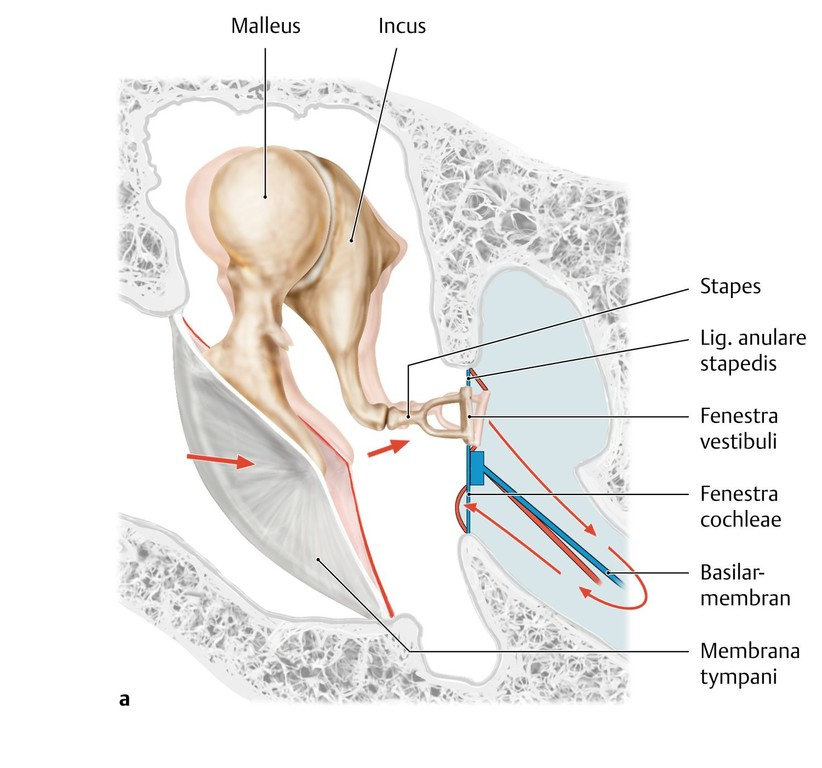 Malleus
Incus
Stapes
Lig. anulare
stapedis
Fenestra
vestibuli
Fenestra
cochleae
Basilar-
membran
Membrana
tympani
a